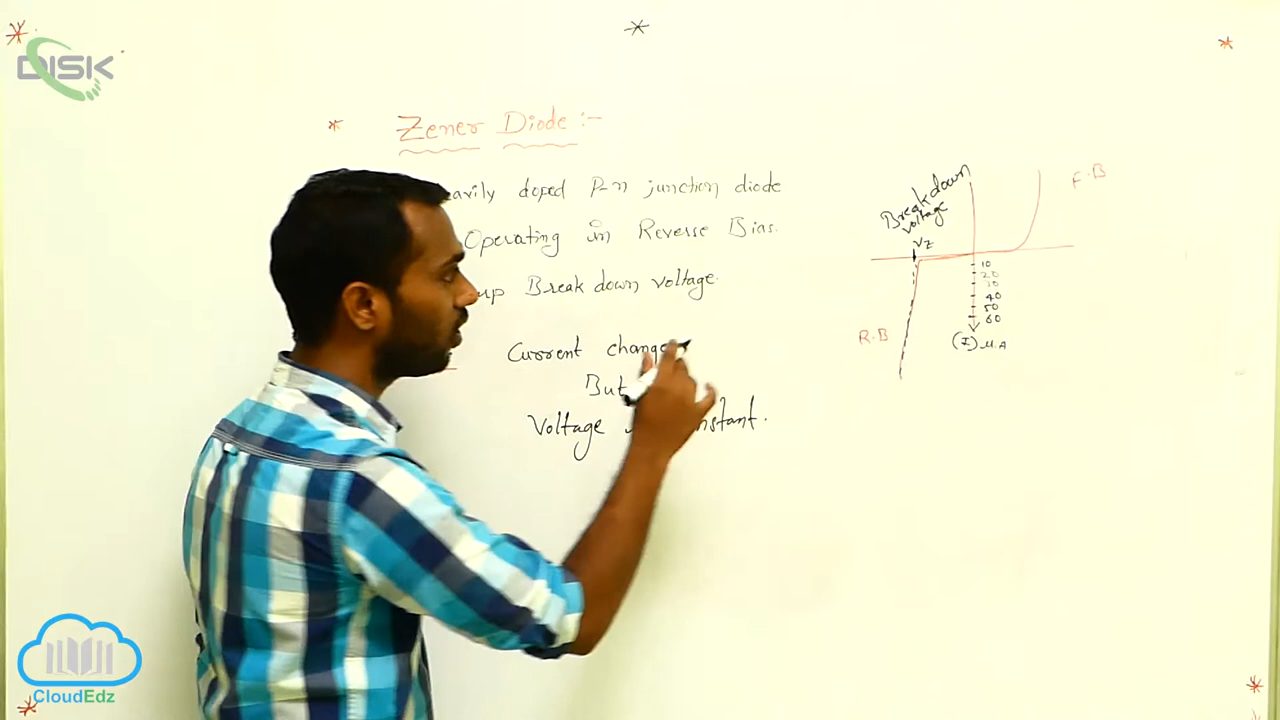 DISK
Zener Diode :-
doped P-n junction diode
Operating in Reverse Bias.
up Break down voltage.
Current change
But
Voltage
Break down
voltage
Vz
F.B
10
20
30
40
50
60
(I) μA
R.B
CloudEdz